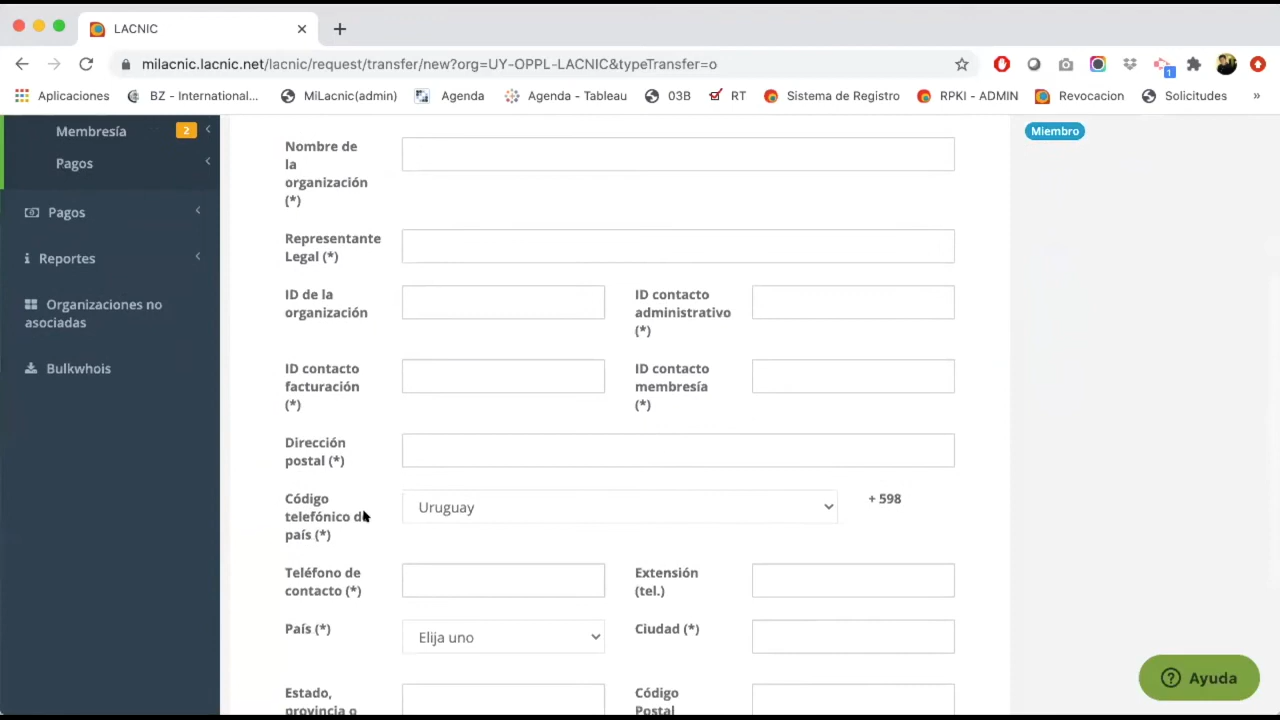 LACNIC
milacnic.lacnic.net/lacnic/request/transfer/new?org=UY-OPPL-LACNIC&typeTransfer=o
1
Aplicaciones BZ - International... MiLacnic(admin) Agenda Agenda - Tableau 03B RT Sistema de Registro RPKI - ADMIN Revocacion Solicitudes »
Membresía 2
Pagos
Pagos
Reportes
Organizaciones no
asociadas
Bulkwhois
Miembro
Nombre de
la
organización
(*)
Representante
Legal (*)
ID de la
organización
ID contacto
administrativo
(*)
ID contacto
facturación
(*)
ID contacto
membresía
(*)
Dirección
postal (*)
Código
telefónico d
país (*)
Uruguay
+ 598
Teléfono de
contacto (*)
Extensión
(tel.)
País (*)
Elija uno
Ciudad (*)
Estado,
provincia o
Código
Postal
Ayuda